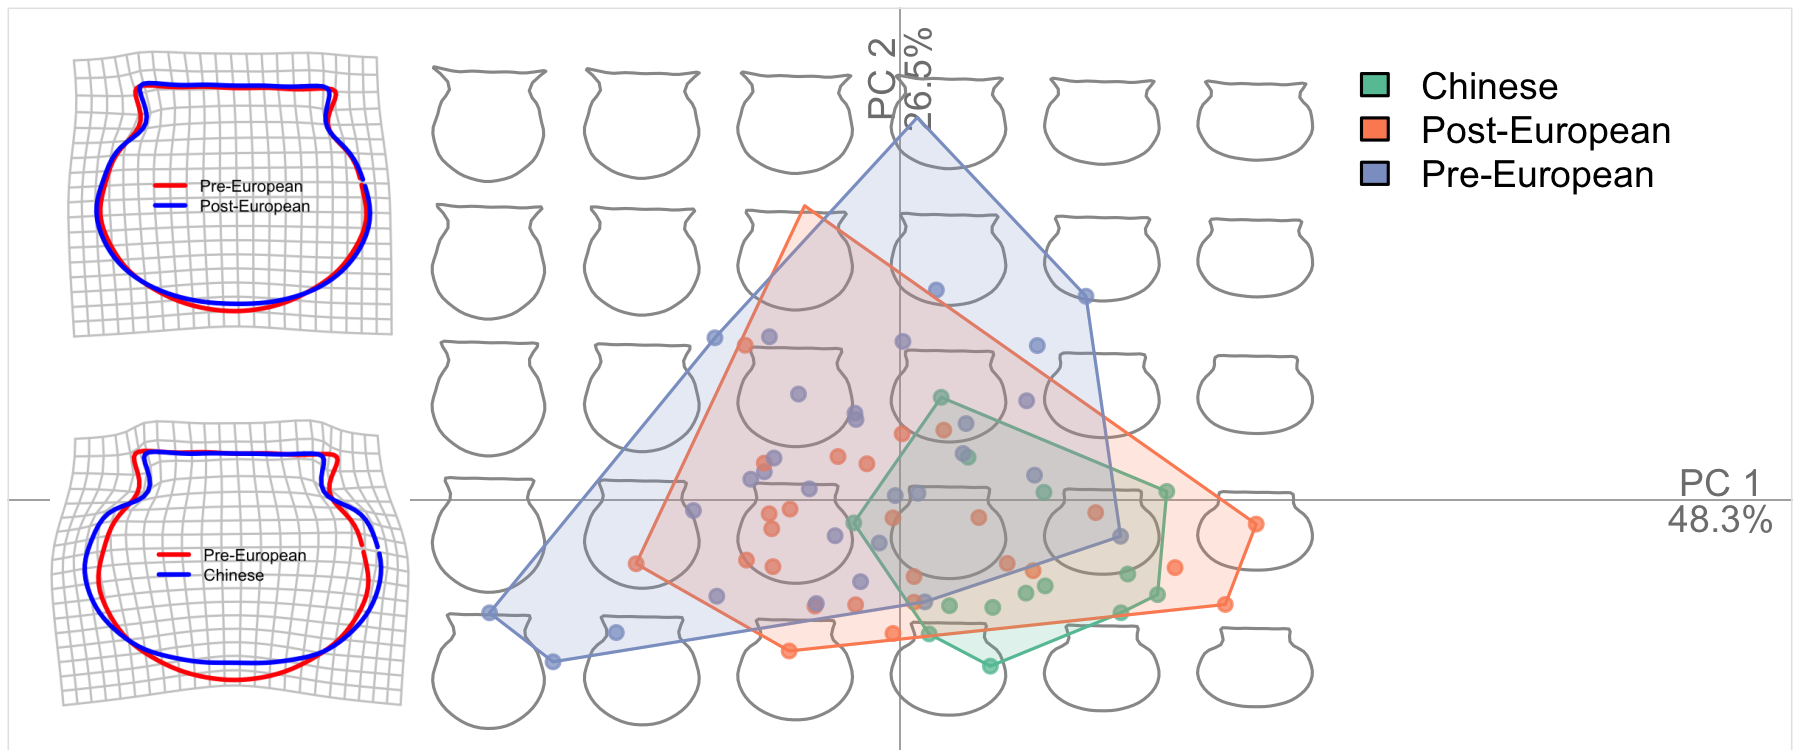 PC 2
26.5%
Chinese
Post-European
Pre-European
Pre-European
Post-European
PC 1
48.3%
Pre-European
Chinese